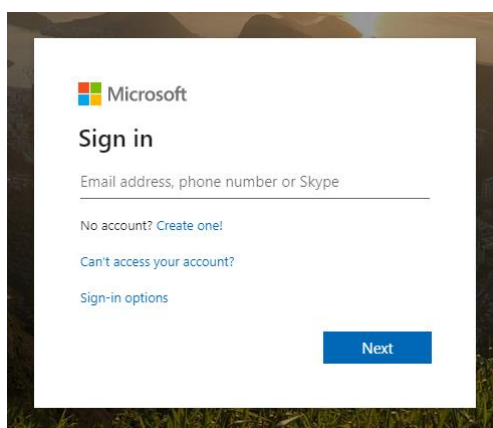 Microsoft
Sign in
Email address, phone number or Skype
No account? Create one!
Can't access your account?
Sign-in options
Next